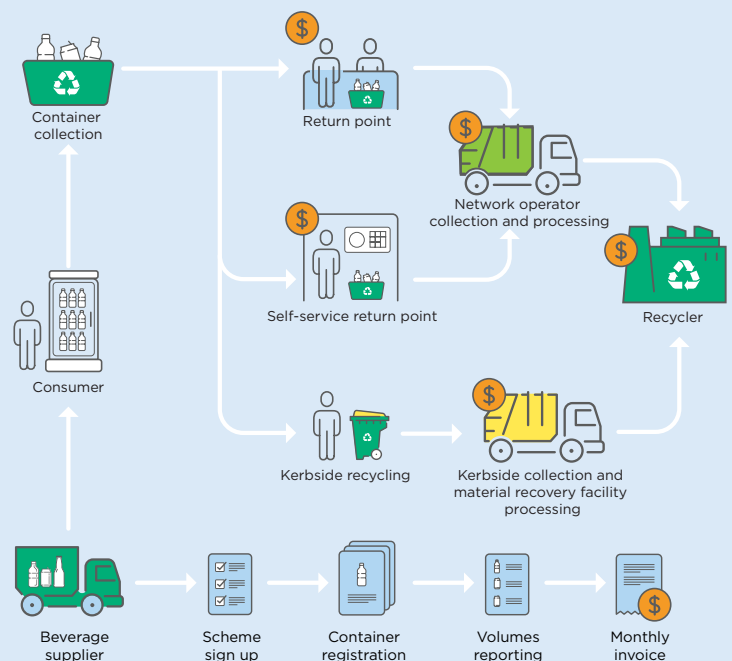 $
Container
collection
Return point
$
Network operator
collection and processing
$
Self-service return point
$
Recycler
Consumer
$
Kerbside recycling
Kerbside collection and
material recovery facility
processing
$
Beverage
supplier
Scheme
sign up
Container
registration
Volumes
reporting
Monthly
invoice